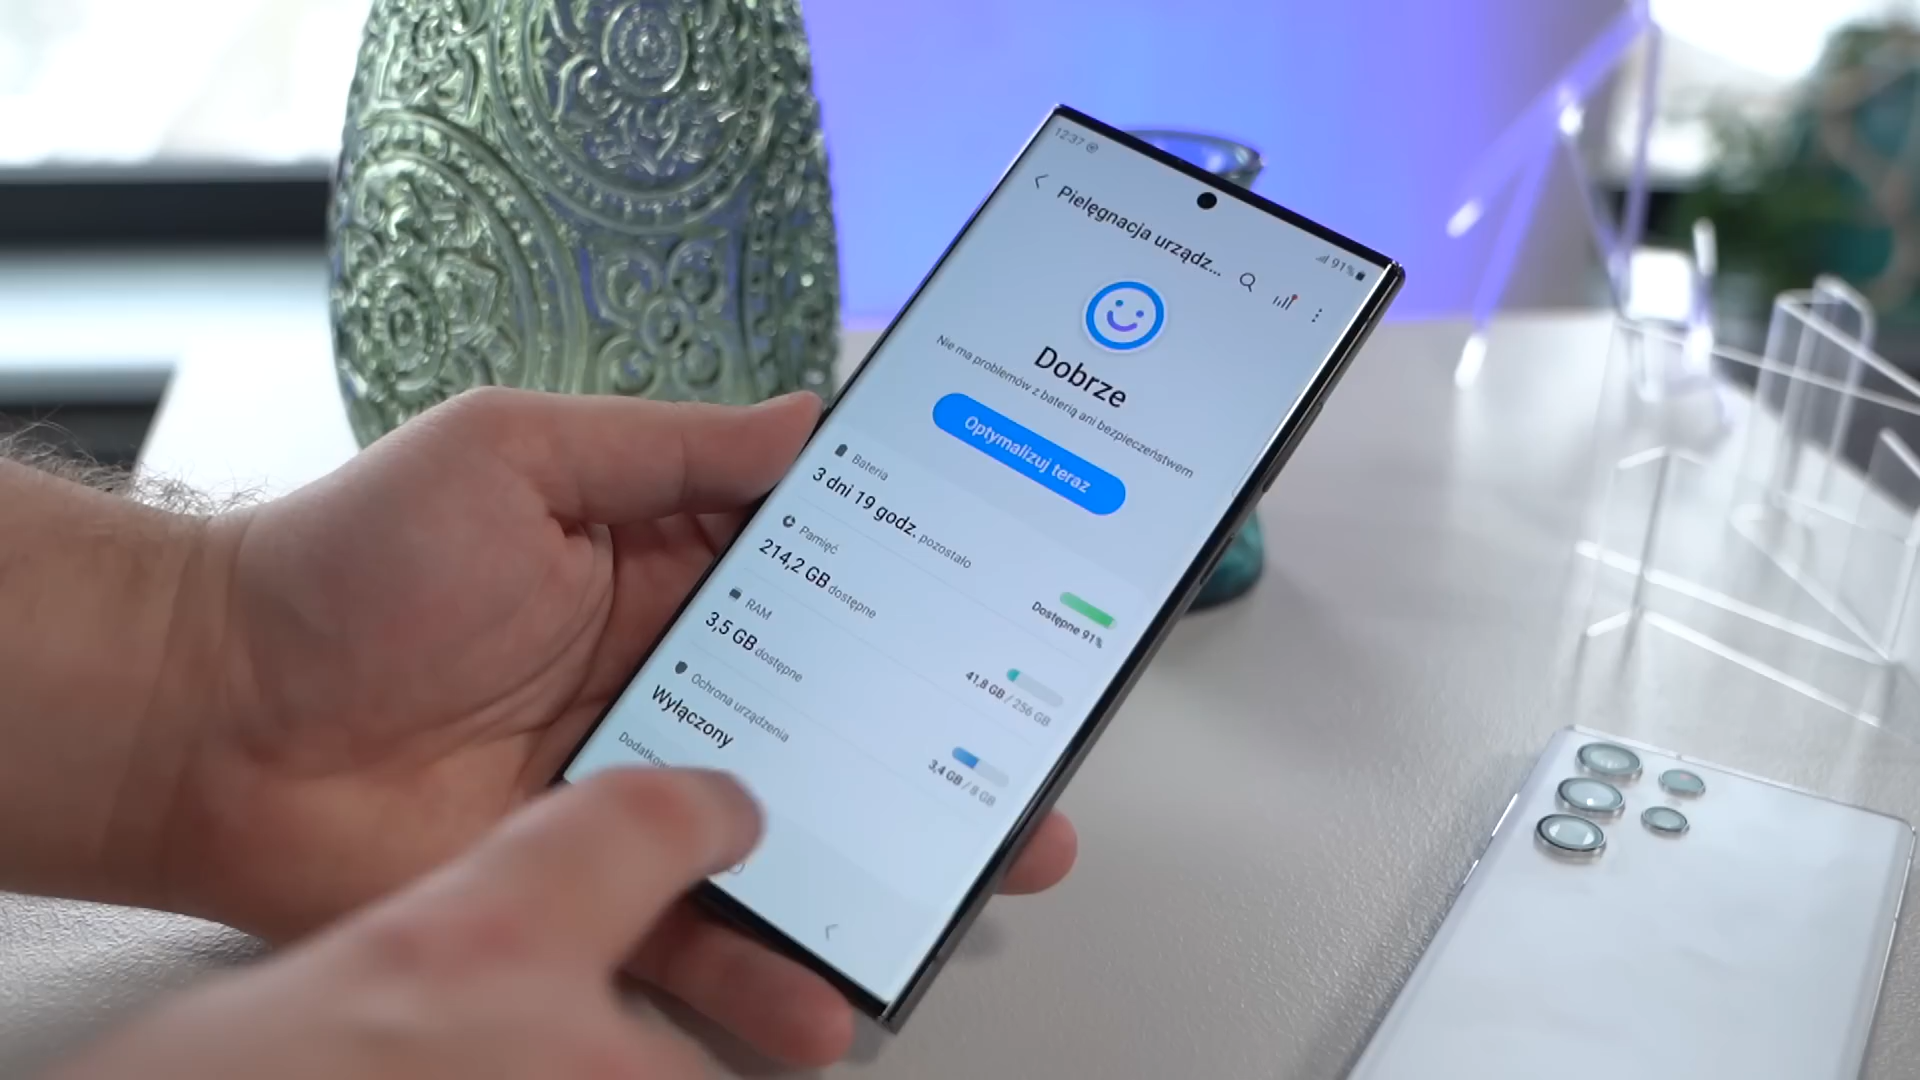 12:37
91%
Pielęgnacja urządz...
Dobrze
Nie ma problemów z baterią ani bezpieczeństwem
Optymalizuj teraz
Bateria
3 dni 19 godz. pozostało
Dostępne 91%
Pamięć
214,2 GB dostępne
41,8 GB / 256 GB
RAM
3,5 GB dostępne
3,4 GB / 8 GB
Ochrona urządzenia
Wyłączony